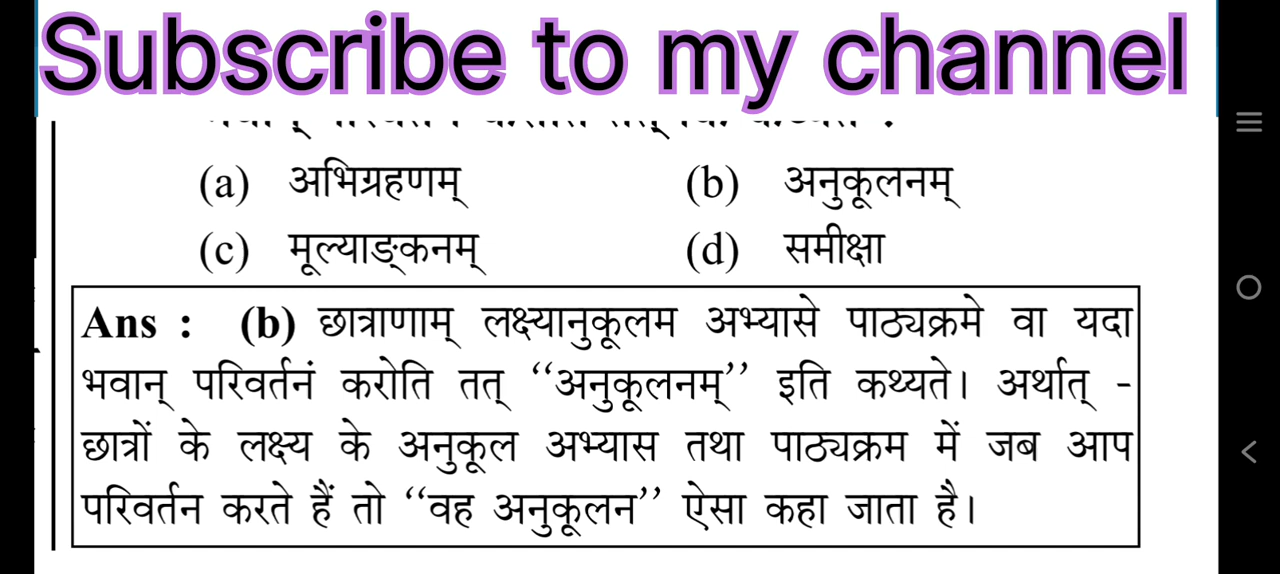 Subscribe to my channel
(a) अभिग्रहणम् (b) अनुकूलनम्
(c) मूल्याङ्कनम् (d) समीक्षा
Ans : (b) छात्राणाम् लक्ष्यानुकूलम अभ्यासे पाठ्यक्रमे वा यदा
भवान् परिवर्तनं करोति तत् “अनुकूलनम्” इति कथ्यते। अर्थात् -
छात्रों के लक्ष्य के अनुकूल अभ्यास तथा पाठ्यक्रम में जब आप
परिवर्तन करते हैं तो “वह अनुकूलन” ऐसा कहा जाता है।